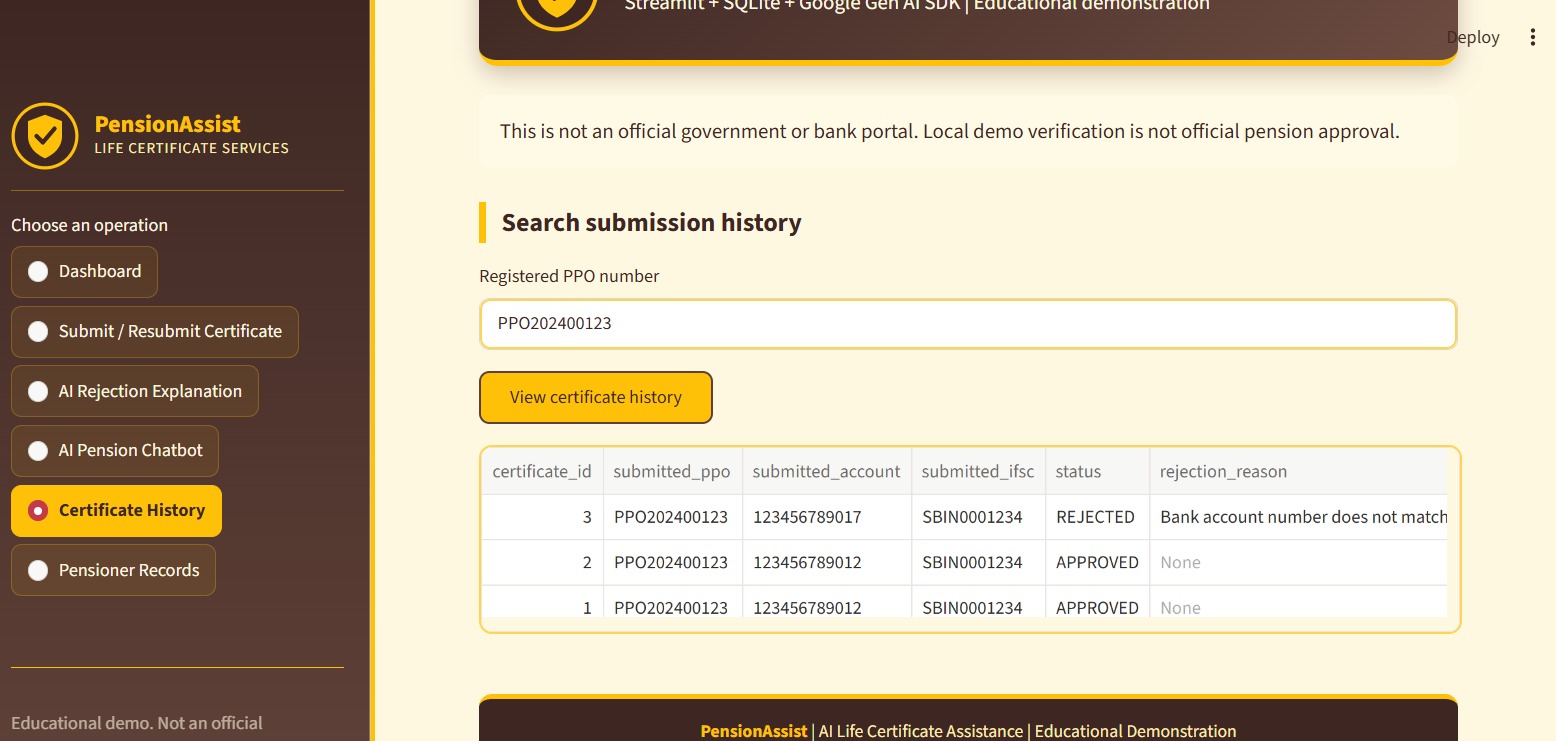 Streamlit + SQLite + Google Gen AI SDK | Educational demonstration
Deploy
PensionAssist
LIFE CERTIFICATE SERVICES
Choose an operation
Dashboard
Submit / Resubmit Certificate
AI Rejection Explanation
AI Pension Chatbot
Certificate History
Pensioner Records
Educational demo. Not an official
This is not an official government or bank portal. Local demo verification is not official pension approval.
Search submission history
Registered PPO number
PPO202400123
View certificate history
certificate_id submitted_ppo submitted_account submitted_ifsc status rejection_reason
3 PPO202400123 123456789017 SBIN0001234 REJECTED Bank account number does not match
2 PPO202400123 123456789012 SBIN0001234 APPROVED None
1 PPO202400123 123456789012 SBIN0001234 APPROVED None
PensionAssist | AI Life Certificate Assistance | Educational Demonstration